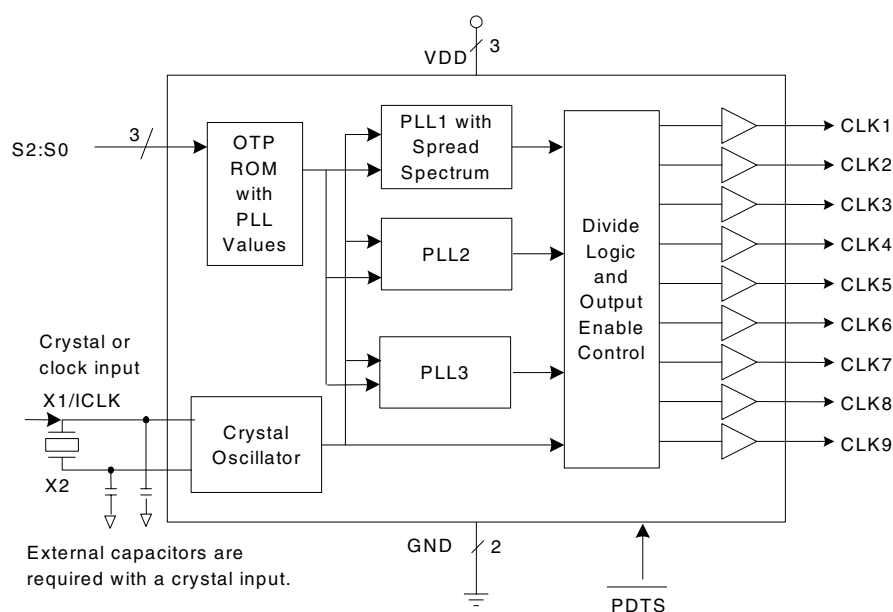 VDD
3
S2:S0
3
OTP
ROM
with
PLL
Values
PLL1 with
Spread
Spectrum
PLL2
PLL3
Divide
Logic
and
Output
Enable
Control
CLK1
CLK2
CLK3
CLK4
CLK5
CLK6
CLK7
CLK8
CLK9
Crystal or
clock input
X1/ICLK
X2
Crystal
Oscillator
External capacitors are
required with a crystal input.
GND
2
PDTS